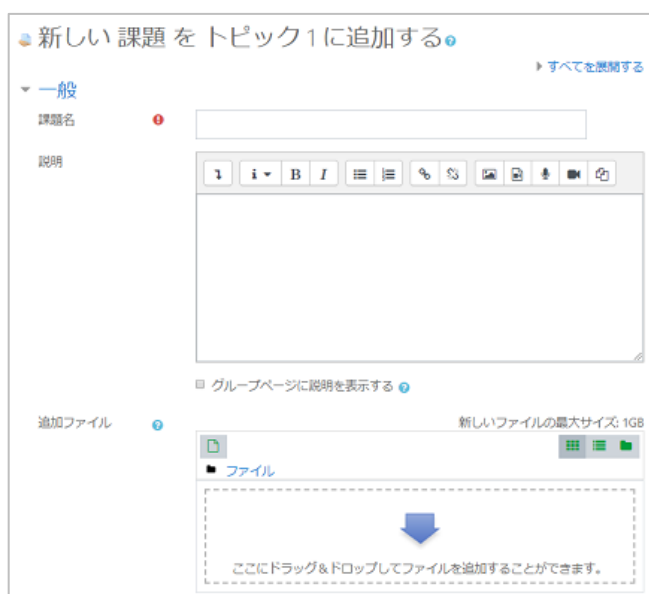 新しい 課題 を トピック1に追加する
すべてを展開する
一般
課題名
説明
i B I
グループページに説明を表示する
追加ファイル
新しいファイルの最大サイズ: 1GB
ファイル
ここにドラッグ&ドロップしてファイルを追加することができます。